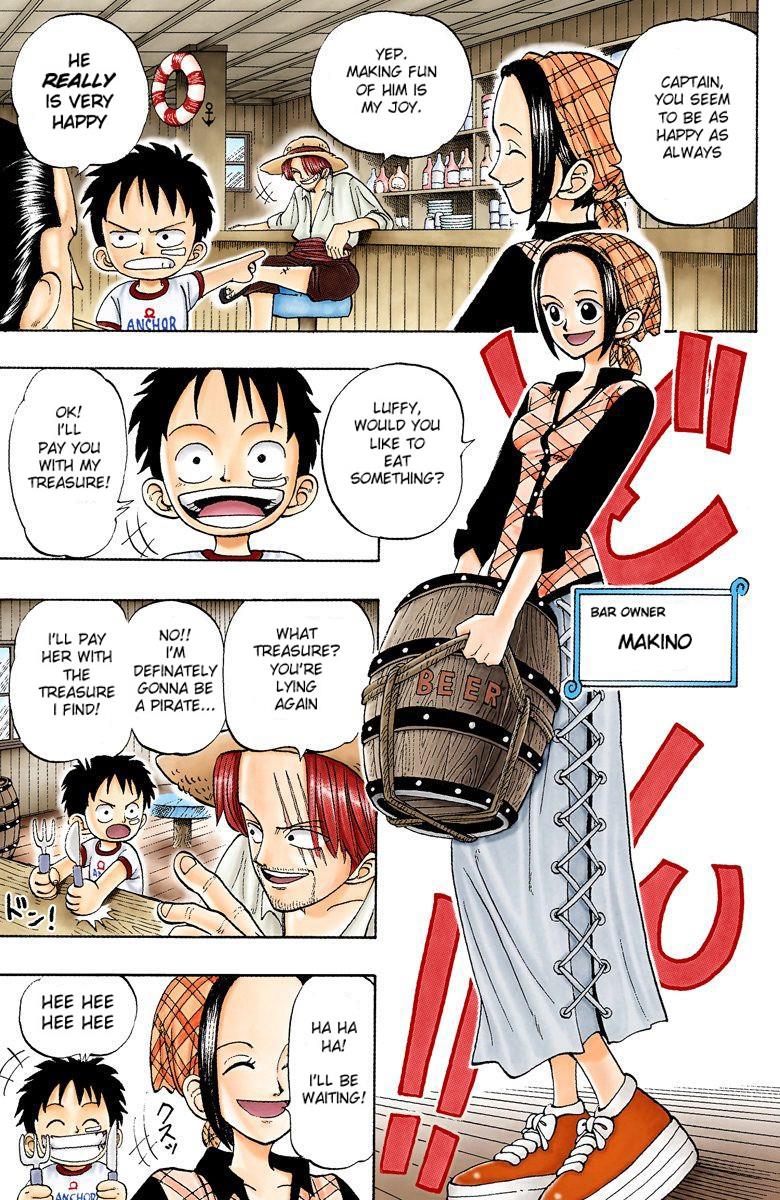 CAPTAIN,
YOU SEEM
TO BE AS
HAPPY AS
ALWAYS
YEP.
MAKING FUN
OF HIM IS
MY JOY.
HE
REALLY
IS VERY
HAPPY
ANCHOR
LUFFY,
WOULD YOU
LIKE TO
EAT
SOMETHING?
OK!
I'LL
PAY YOU
WITH MY
TREASURE!
ド
ン
!!
BAR OWNER
MAKINO
BEER
WHAT
TREASURE?
YOU'RE
LYING
AGAIN
NO!!
I'M
DEFINATELY
GONNA BE
A PIRATE...
I'LL PAY
HER WITH
THE
TREASURE
I FIND!
ドン!
HA HA
HA!
I'LL BE
WAITING!
クスッ
HEE HEE
HEE HEE
ANCHOR